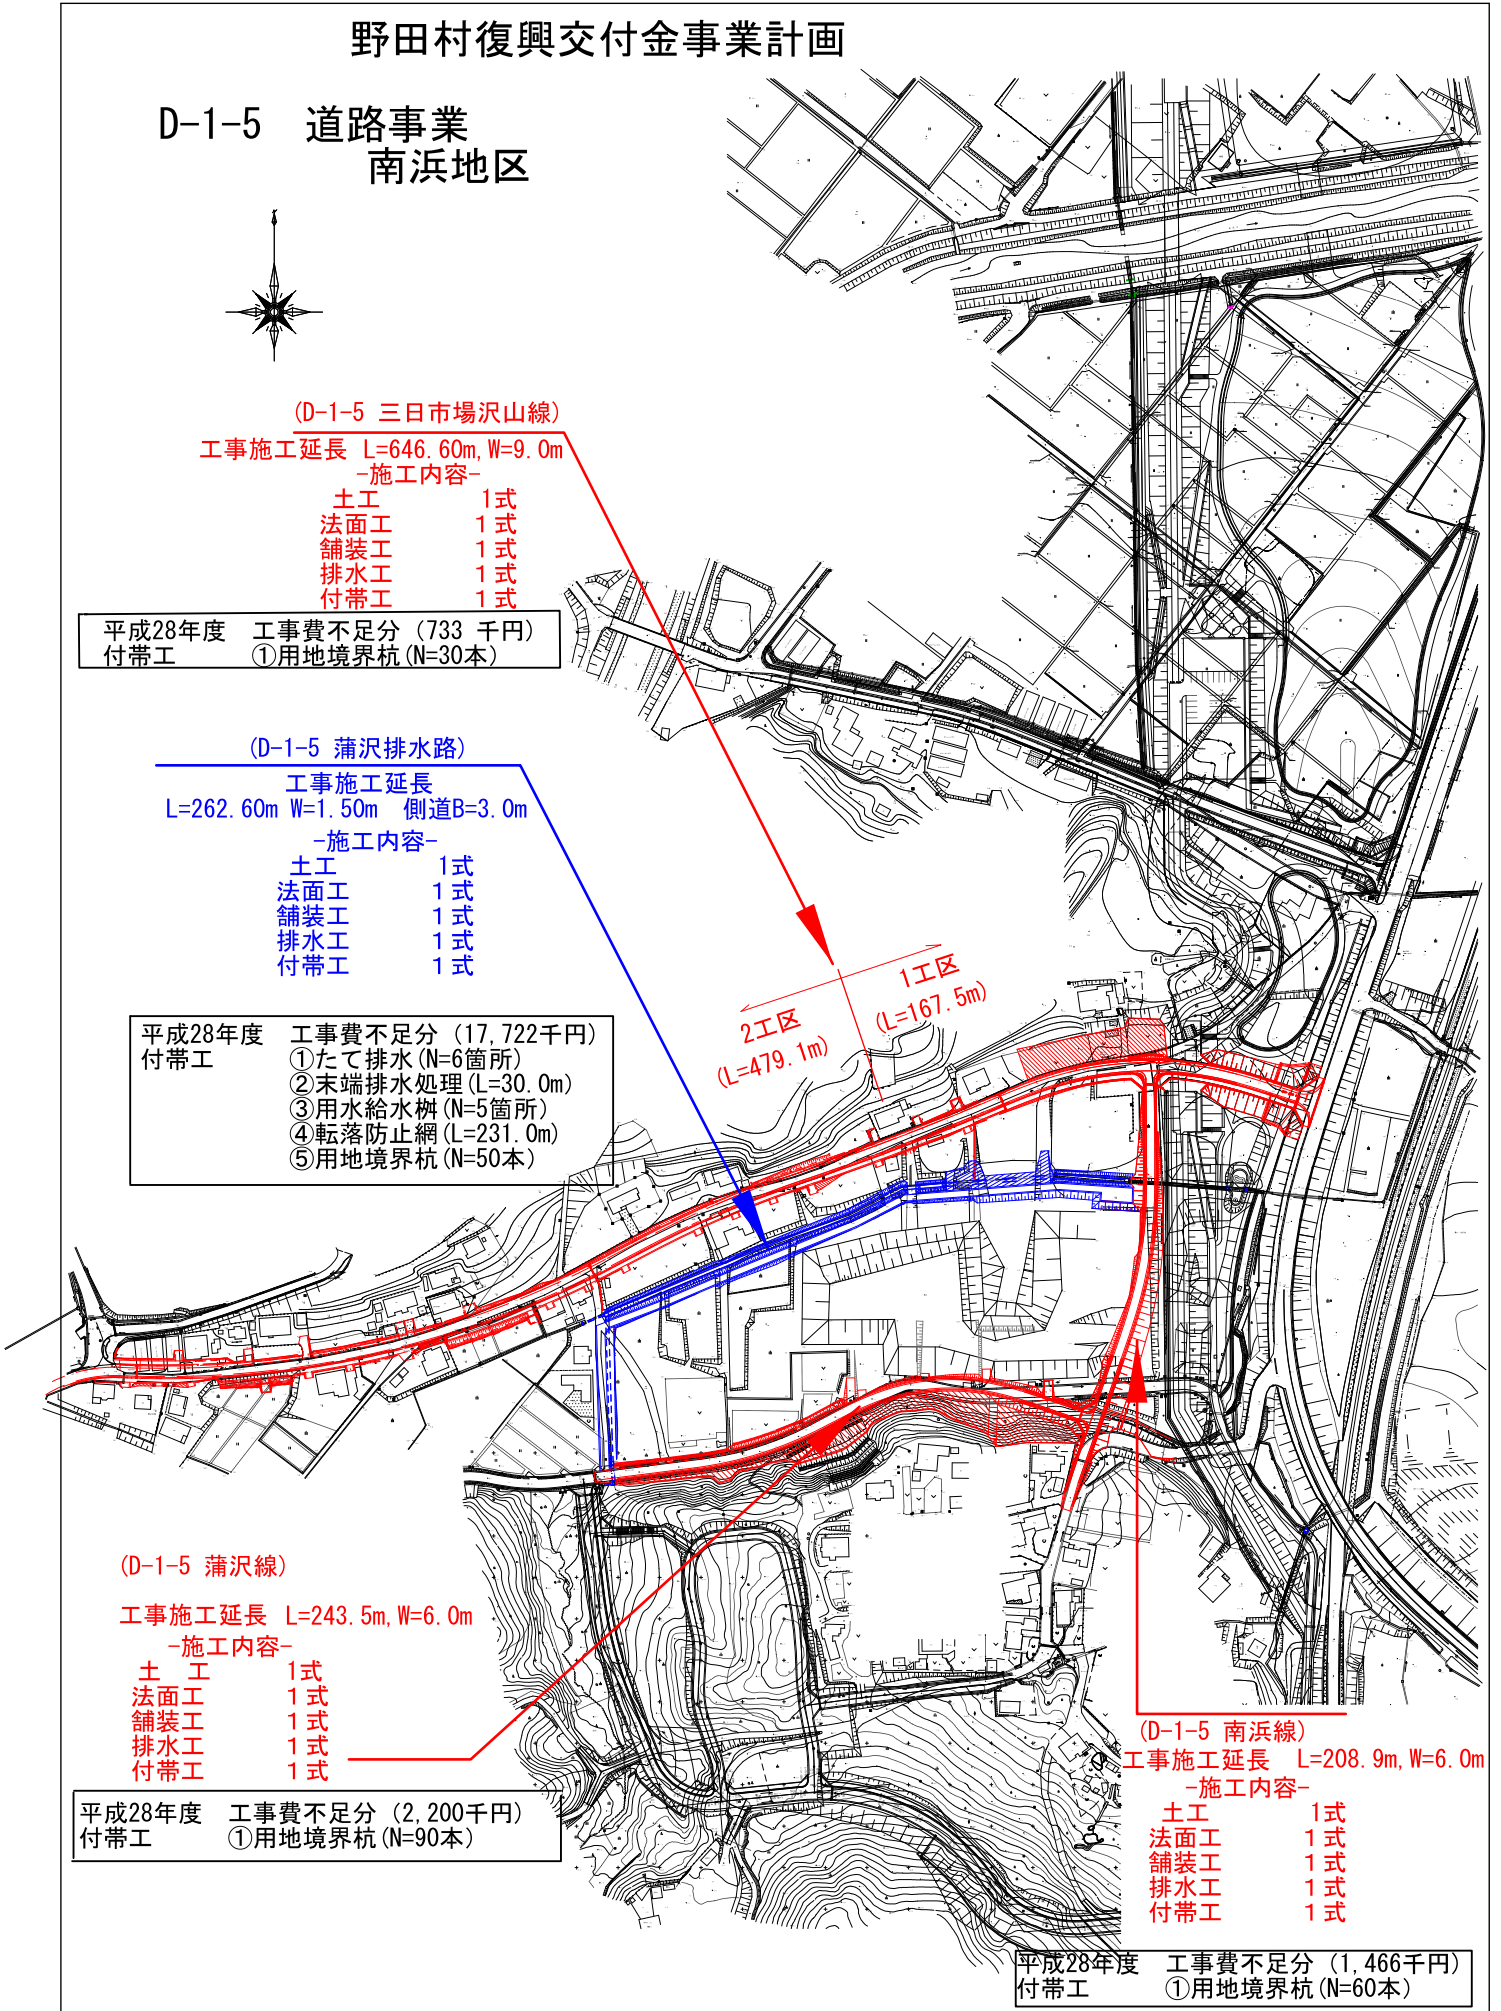 野田村復興交付金事業計画
D-1-5 道路事業
南浜地区
(D-1-5 三日市場沢山線)
工事施工延長 L=646.60m,W=9.0m
-施工内容-
土工 1式
法面工 1式
舗装工 1式
排水工 1式
付帯工 1式
平成28年度 工事費不足分（733 千円）
付帯工 ①用地境界杭(N=30本)
(D-1-5 蒲沢排水路)
工事施工延長
L=262.60m W=1.50m 側道B=3.0m
-施工内容-
土工 1式
法面工 1式
舗装工 1式
排水工 1式
付帯工 1式
1工区
(L=167.5m)
2工区
(L=479.1m)
平成28年度 工事費不足分（17,722千円）
付帯工 ①たて排水(N=6箇所)
②末端排水処理(L=30.0m)
③用水給水桝(N=5箇所)
④転落防止網(L=231.0m)
⑤用地境界杭(N=50本)
(D-1-5 蒲沢線)
工事施工延長 L=243.5m,W=6.0m
-施工内容-
土 工 1式
法面工 1式
舗装工 1式
排水工 1式
付帯工 1式
平成28年度 工事費不足分（2,200千円）
付帯工 ①用地境界杭(N=90本)
(D-1-5 南浜線)
工事施工延長 L=208.9m,W=6.0m
-施工内容-
土工 1式
法面工 1式
舗装工 1式
排水工 1式
付帯工 1式
平成28年度 工事費不足分（1,466千円）
付帯工 ①用地境界杭(N=60本)